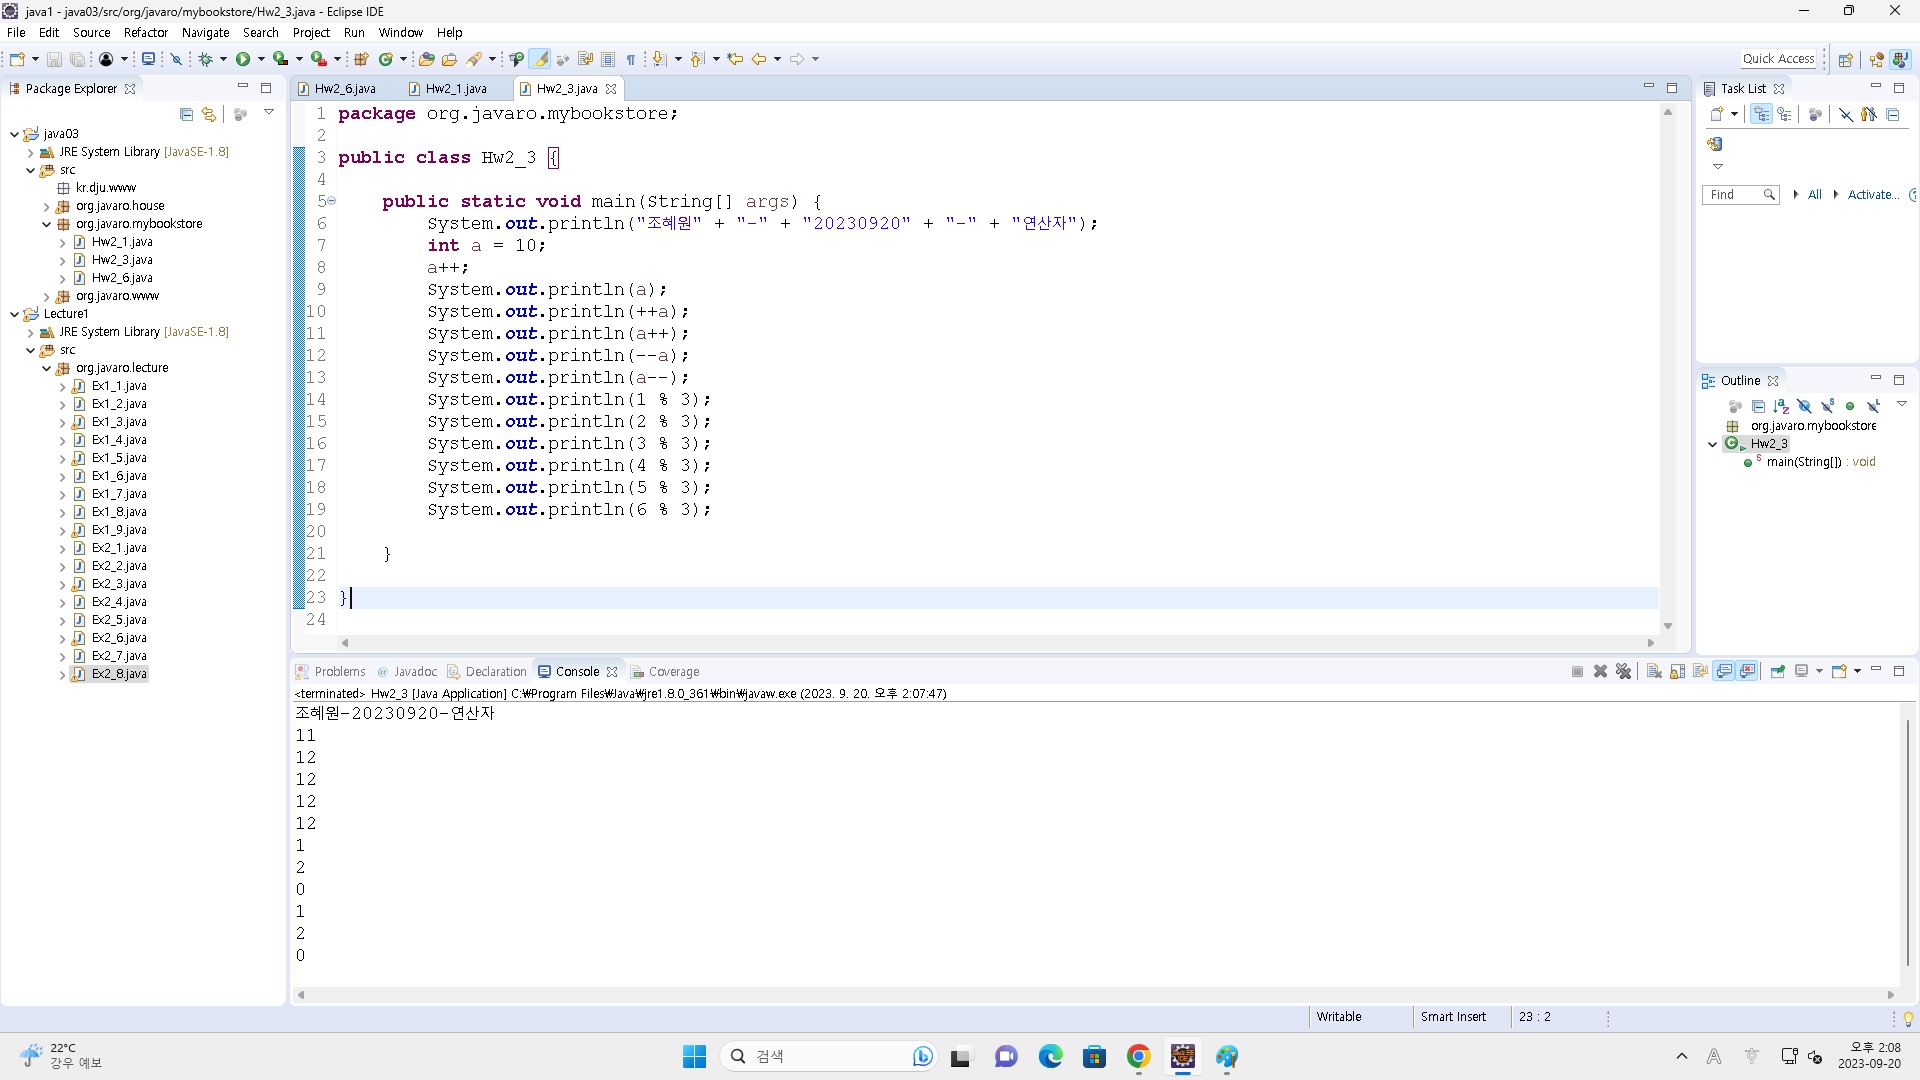 java1 - java03/src/org/javaro/mybookstore/Hw2_3.java - Eclipse IDE
File Edit Source Refactor Navigate Search Project Run Window Help
Quick Access
Package Explorer
java03
JRE System Library [JavaSE-1.8]
src
kr.dju.www
org.javaro.house
org.javaro.mybookstore
Hw2_1.java
Hw2_3.java
Hw2_6.java
org.javaro.www
Lecture1
JRE System Library [JavaSE-1.8]
src
org.javaro.lecture
Ex1_1.java
Ex1_2.java
Ex1_3.java
Ex1_4.java
Ex1_5.java
Ex1_6.java
Ex1_7.java
Ex1_8.java
Ex1_9.java
Ex2_1.java
Ex2_2.java
Ex2_3.java
Ex2_4.java
Ex2_5.java
Ex2_6.java
Ex2_7.java
Ex2_8.java
Hw2_6.java Hw2_1.java Hw2_3.java
1 package org.javaro.mybookstore;
2
3 public class Hw2_3 {
4
5 public static void main(String[] args) {
6 System.out.println("조혜원" + "-" + "20230920" + "-" + "연산자");
7 int a = 10;
8 a++;
9 System.out.println(a);
10 System.out.println(++a);
11 System.out.println(a++);
12 System.out.println(--a);
13 System.out.println(a--);
14 System.out.println(1 % 3);
15 System.out.println(2 % 3);
16 System.out.println(3 % 3);
17 System.out.println(4 % 3);
18 System.out.println(5 % 3);
19 System.out.println(6 % 3);
20
21 }
22
23 }
24
Task List
Find All Activate...
Outline
org.javaro.mybookstore
Hw2_3
main(String[]) : void
Problems Javadoc Declaration Console Coverage
<terminated> Hw2_3 [Java Application] C:₩Program Files₩Java₩jre1.8.0_361₩bin₩javaw.exe (2023. 9. 20. 오후 2:07:47)
조혜원-20230920-연산자
11
12
12
12
12
1
2
0
1
2
0
Writable Smart Insert 23 : 2
22°C
강우 예보
검색
오후 2:08
2023-09-20